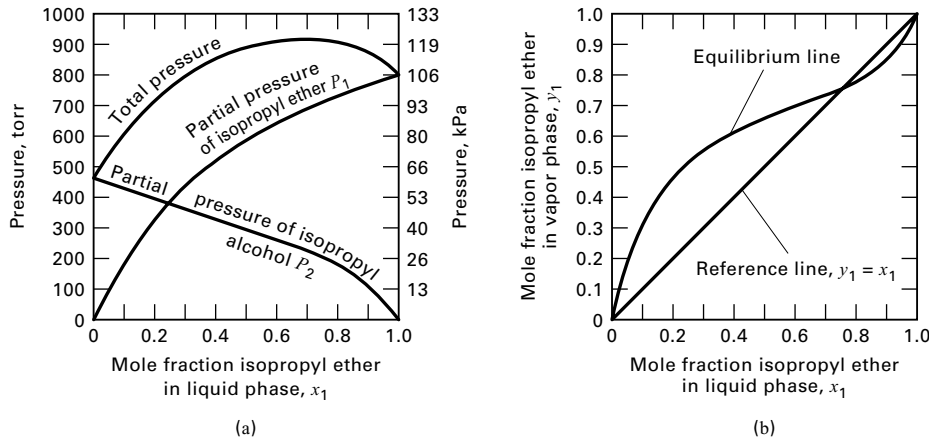 1000
900
800
700
600
500
400
300
200
100
0
Pressure, torr
133
119
106
93
80
66
53
40
26
13
Pressure, kPa
Total pressure
Partial pressure
of isopropyl ether P1
Partial pressure of isopropyl
alcohol P2
0 0.2 0.4 0.6 0.8 1.0
Mole fraction isopropyl ether
in liquid phase, x1
(a)
1.0
0.9
0.8
0.7
0.6
0.5
0.4
0.3
0.2
0.1
0
Mole fraction isopropyl ether
in vapor phase, y1
Equilibrium line
Reference line, y1 = x1
0 0.2 0.4 0.6 0.8 1.0
Mole fraction isopropyl ether
in liquid phase, x1
(b)